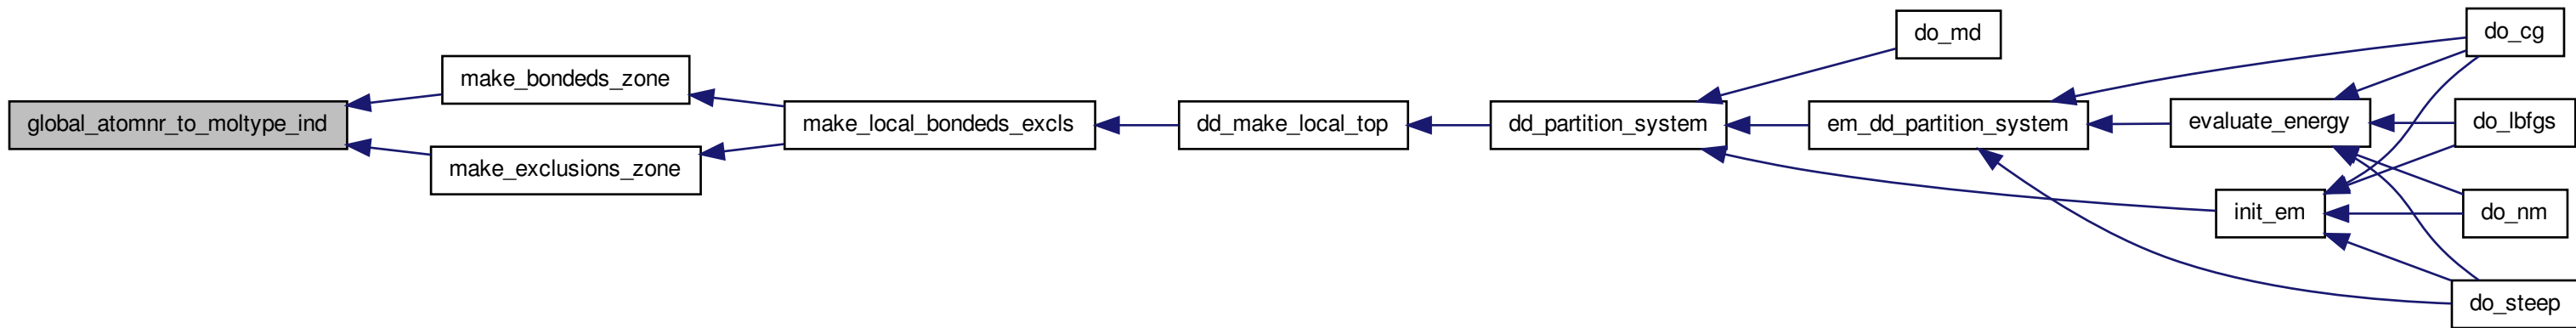 global_atomnr_to_moltype_ind
make_bondeds_zone
make_exclusions_zone
make_local_bondeds_excls
dd_make_local_top
dd_partition_system
do_md
em_dd_partition_system
evaluate_energy
init_em
do_cg
do_lbfgs
do_nm
do_steep